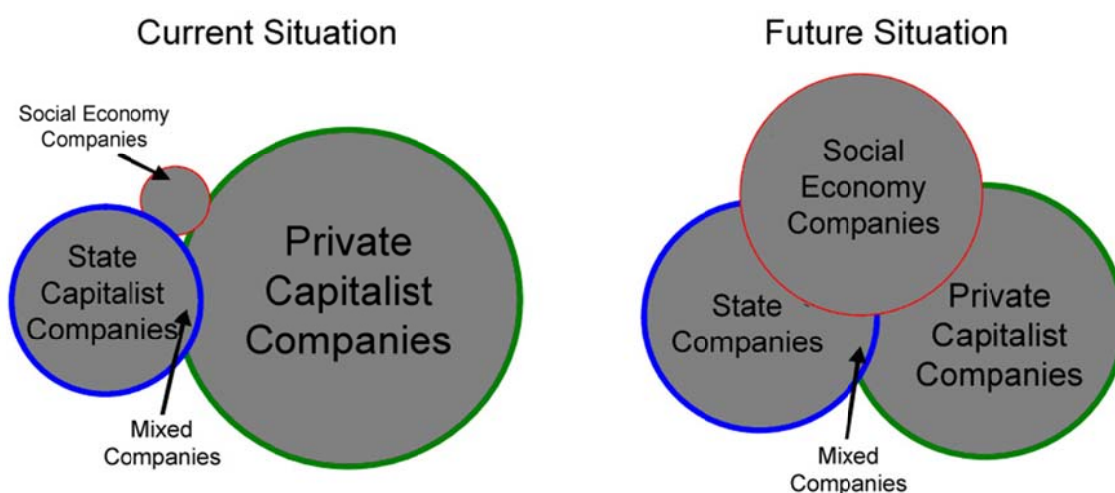 Current Situation
Social Economy
Companies
State
Capitalist
Companies
Private
Capitalist
Companies
Mixed
Companies
Future Situation
Social
Economy
Companies
State
Companies
Private
Capitalist
Companies
Mixed
Companies